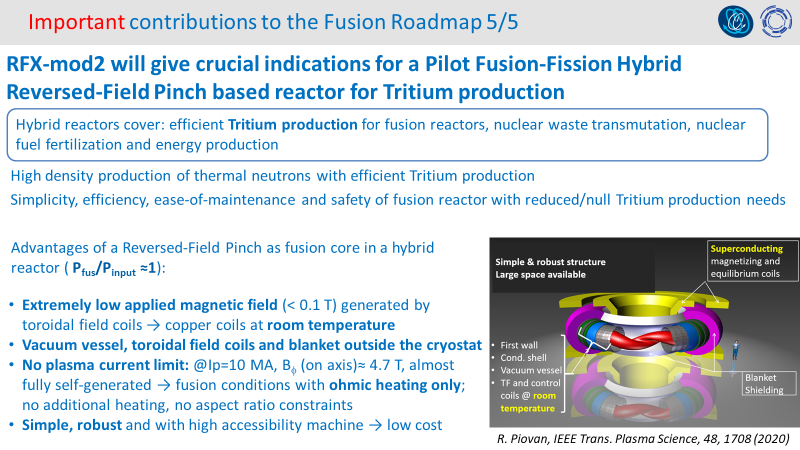 Important contributions to the Fusion Roadmap 5/5
RFX-mod2 will give crucial indications for a Pilot Fusion-Fission Hybrid
Reversed-Field Pinch based reactor for Tritium production
Hybrid reactors cover: efficient Tritium production for fusion reactors, nuclear waste transmutation, nuclear
fuel fertilization and energy production
High density production of thermal neutrons with efficient Tritium production
Simplicity, efficiency, ease-of-maintenance and safety of fusion reactor with reduced/null Tritium production needs
Advantages of a Reversed-Field Pinch as fusion core in a hybrid
reactor ( Pfus/Pinput ≈1):
• Extremely low applied magnetic field (< 0.1 T) generated by
toroidal field coils → copper coils at room temperature
• Vacuum vessel, toroidal field coils and blanket outside the cryostat
• No plasma current limit: @Ip=10 MA, Bϕ (on axis)≈ 4.7 T, almost
fully self-generated → fusion conditions with ohmic heating only;
no additional heating, no aspect ratio constraints
• Simple, robust and with high accessibility machine → low cost
Simple & robust structure
Large space available
Superconducting
magnetizing and
equilibrium coils
• First wall
• Cond. shell
• Vacuum vessel
• TF and control
coils @ room
temperature
Blanket
Shielding
R. Piovan, IEEE Trans. Plasma Science, 48, 1708 (2020)